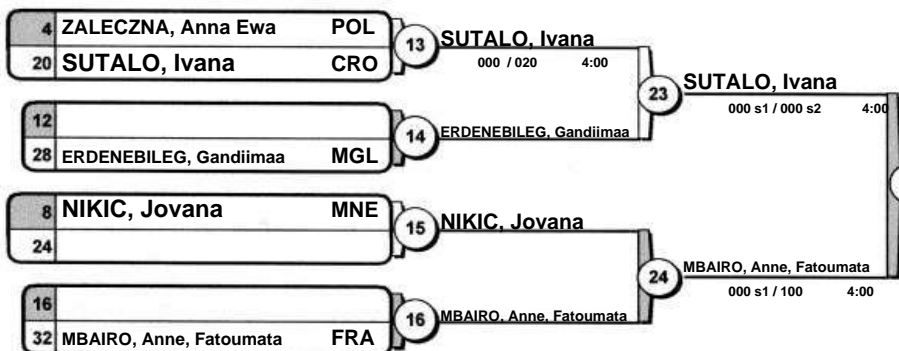 4 ZALECZNA, Anna Ewa POL
20 SUTALO, Ivana CRO
13
SUTALO, Ivana
000 / 020 4:00
12
28 ERDENEBILEG, Gandiimaa MGL
14
ERDENEBILEG, Gandiimaa
23
SUTALO, Ivana
000 s1 / 000 s2 4:00
8 NIKIC, Jovana MNE
24
15
NIKIC, Jovana
16
32 MBAIRO, Anne, Fatoumata FRA
16
MBAIRO, Anne, Fatoumata
24
MBAIRO, Anne, Fatoumata
000 s1 / 100 4:00